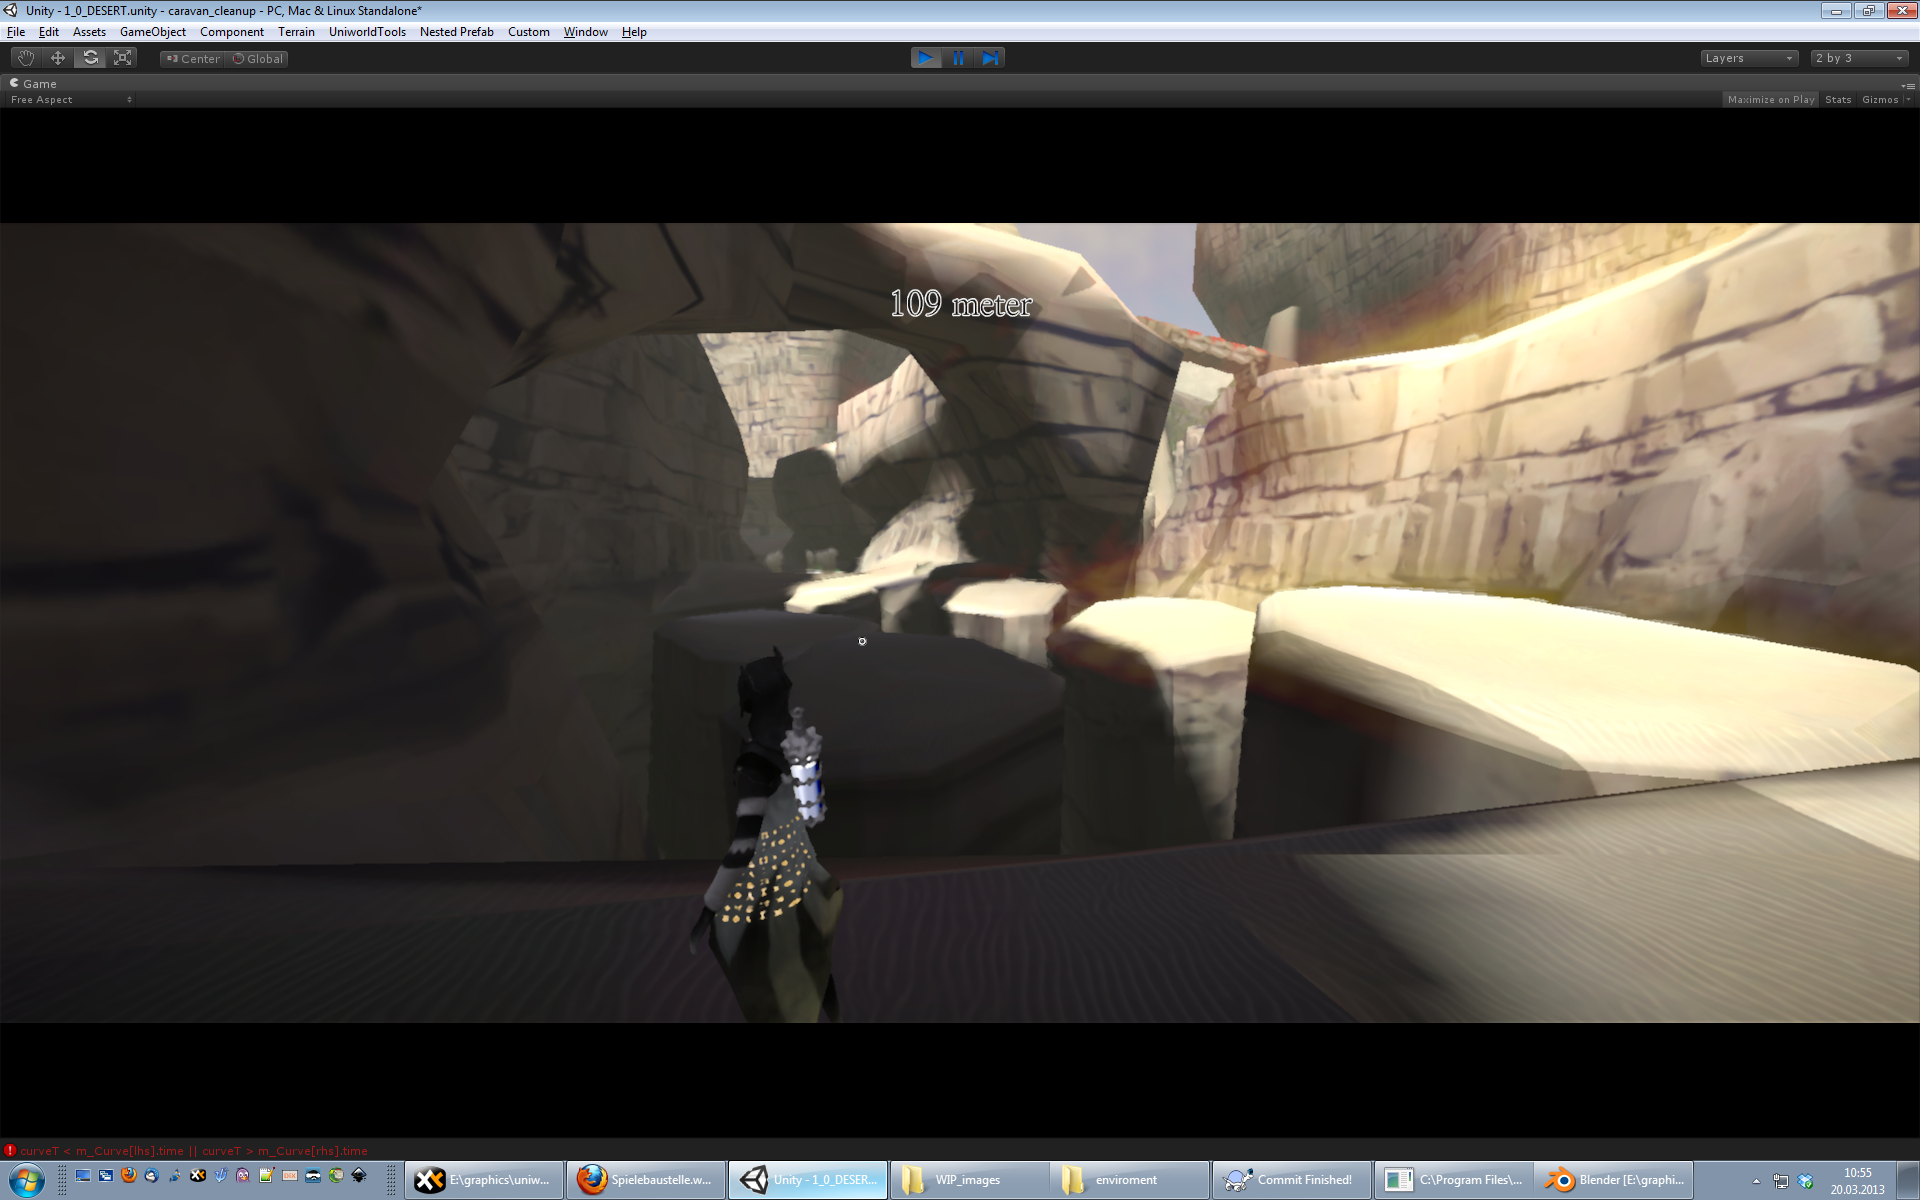 Unity - 1_0_DESERT.unity - caravan_cleanup - PC, Mac & Linux Standalone*
File Edit Assets GameObject Component Terrain UniworldTools Nested Prefab Custom Window Help
Center Global Layers 2 by 3
Game
Free Aspect Maximize on Play Stats Gizmos
109 meter
curveT < m_Curve[lhs].time || curveT > m_Curve[rhs].time
E:\graphics\uniw... Spielebaustelle.w... Unity - 1_0_DESER... WIP_images enviroment Commit Finished! C:\Program Files\... Blender [E:\graphi...
10:55
20.03.2013